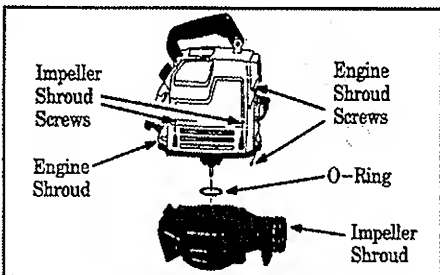 Impeller
Shroud
Screws
Engine
Shroud
Screws
Engine
Shroud
O-Ring
Impeller
Shroud